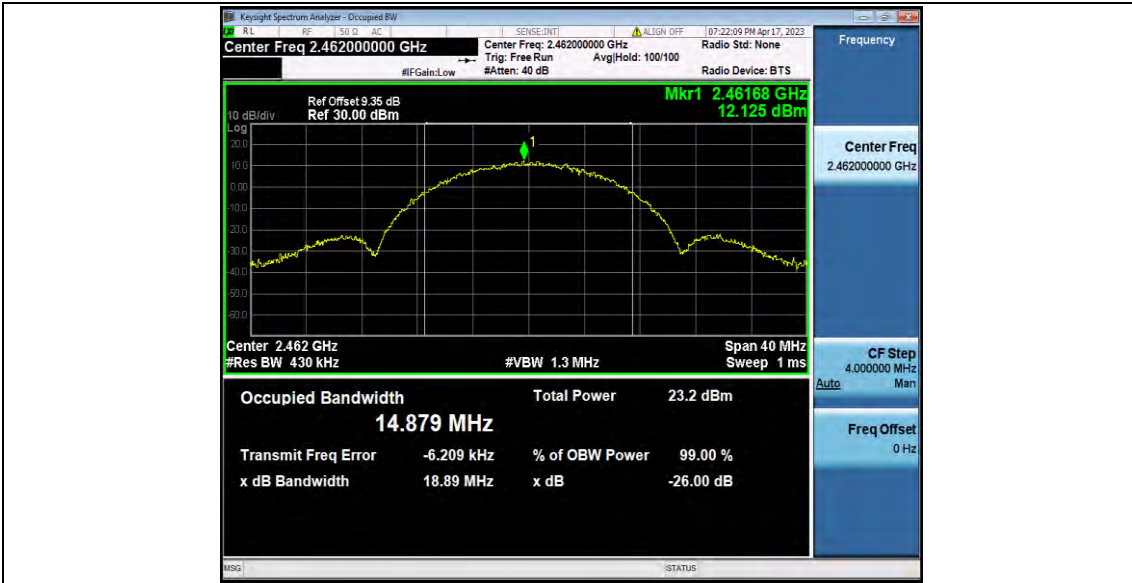 Keysight Spectrum Analyzer - Occupied BW
RL RF 50 Ω AC SENSE:INT ALIGN OFF 07:22:09 PM Apr 17, 2023
Center Freq 2.462000000 GHz Center Freq: 2.462000000 GHz Radio Std: None
Trig: Free Run Avg|Hold: 100/100
#IFGain:Low #Atten: 40 dB Radio Device: BTS
Mkr1 2.46168 GHz
12.125 dBm
Ref Offset 9.35 dB
10 dB/div Ref 30.00 dBm
Log
20.0
1
10.0
0.00
-10.0
-20.0
-30.0
-40.0
-50.0
-60.0
Center 2.462 GHz Span 40 MHz
#Res BW 430 kHz #VBW 1.3 MHz Sweep 1 ms
Occupied Bandwidth Total Power 23.2 dBm
14.879 MHz
Transmit Freq Error -6.209 kHz % of OBW Power 99.00 %
x dB Bandwidth 18.89 MHz x dB -26.00 dB
MSG STATUS
Frequency
Center Freq
2.462000000 GHz
CF Step
4.000000 MHz
Auto Man
Freq Offset
0 Hz